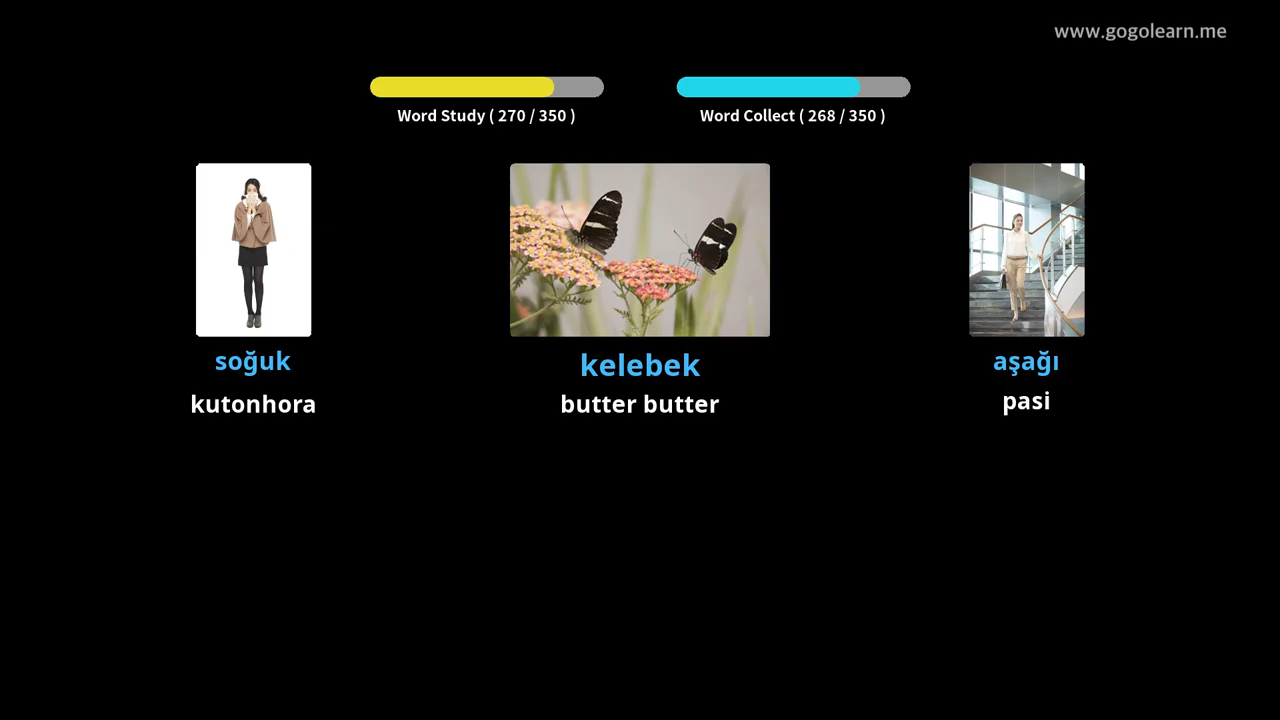 www.gogolearn.me
Word Study ( 270 / 350 )
Word Collect ( 268 / 350 )
soğuk
kelebek
aşağı
kutonhora
butter butter
pasi